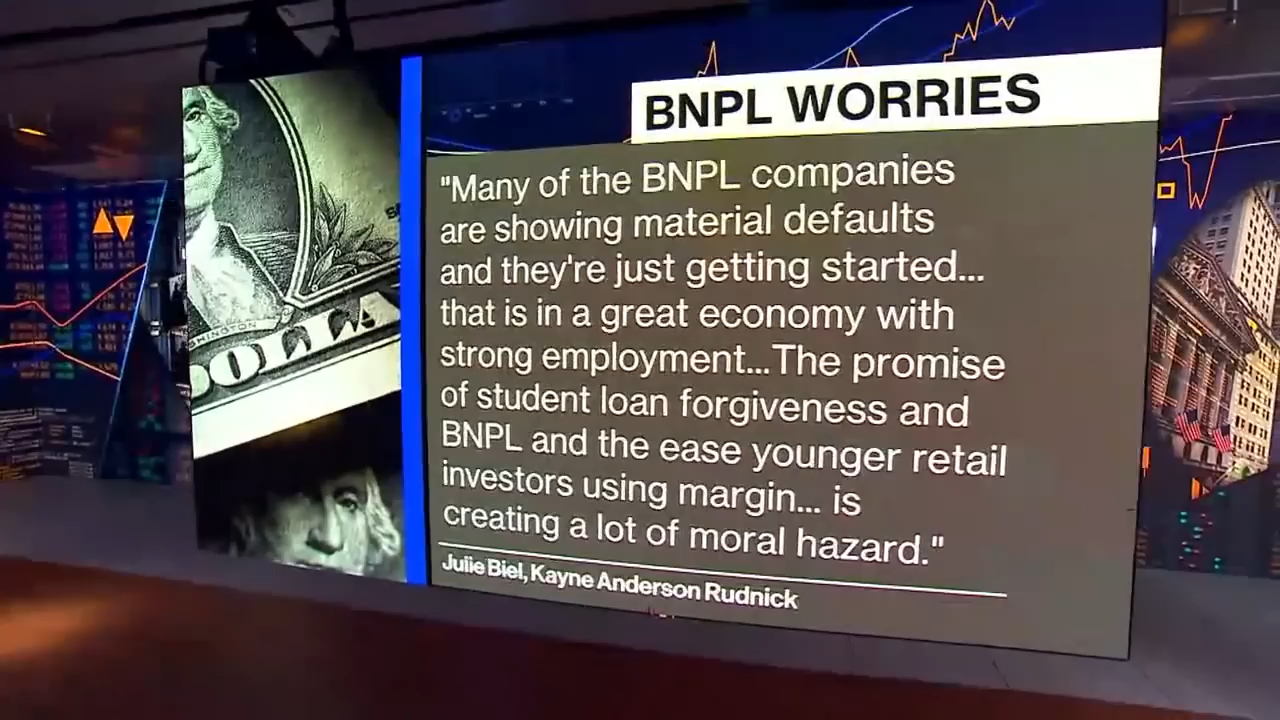 BNPL WORRIES
"Many of the BNPL companies
are showing material defaults
and they're just getting started...
that is in a great economy with
strong employment...The promise
of student loan forgiveness and
BNPL and the ease younger retail
investors using margin... is
creating a lot of moral hazard."
Julie Biel, Kayne Anderson Rudnick